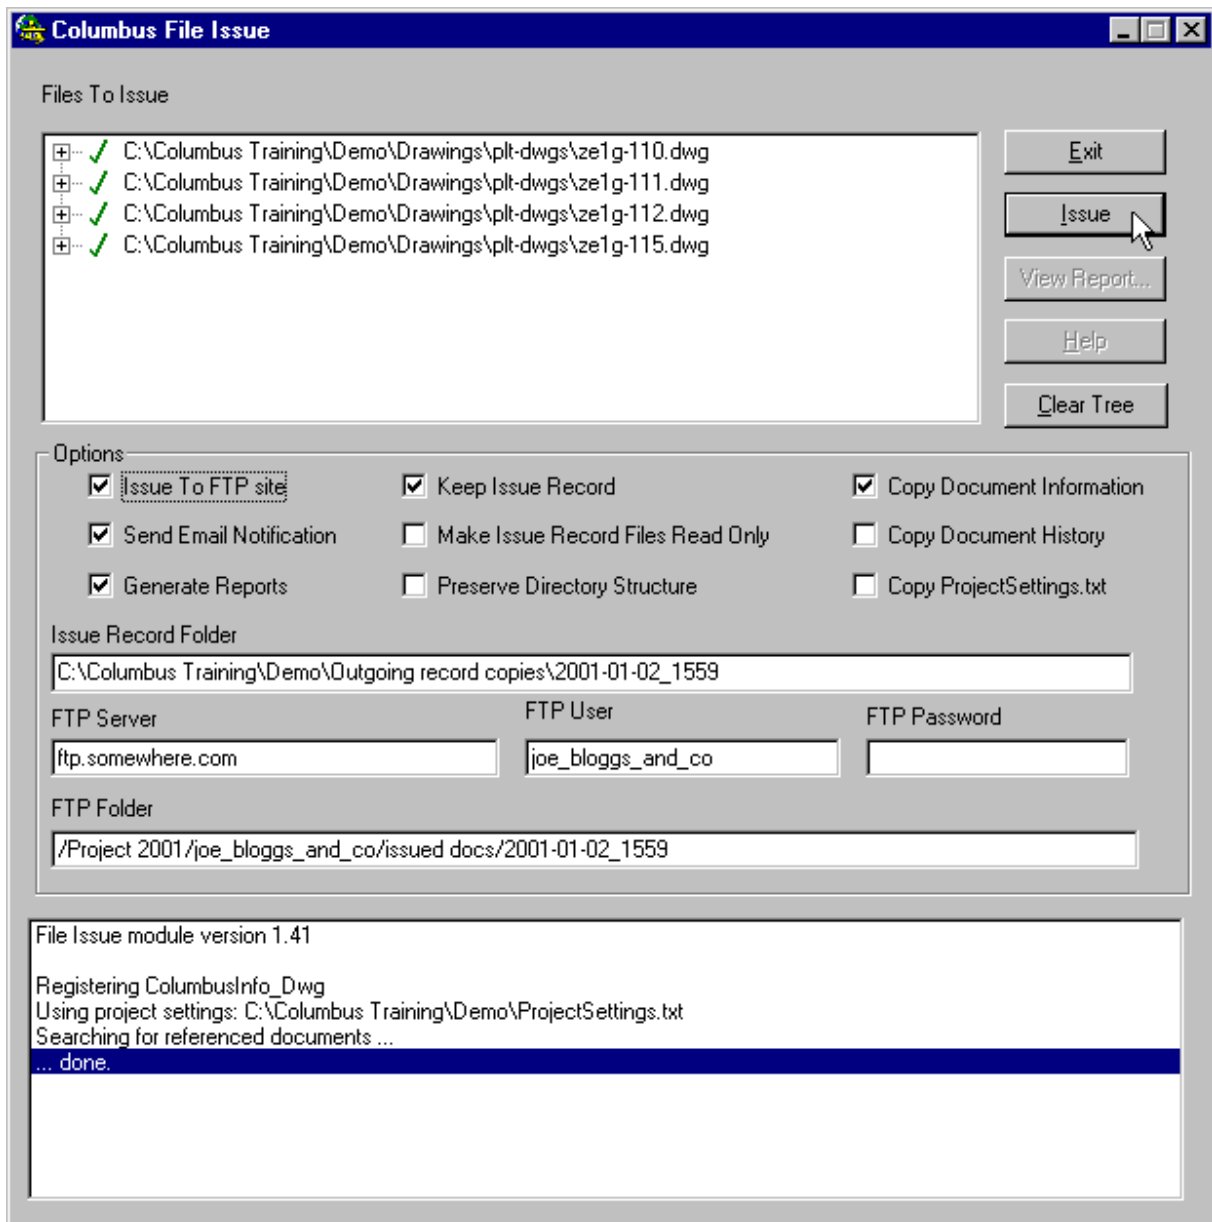 Columbus File Issue
Files To Issue
C:\Columbus Training\Demo\Drawings\plt-dwgs\ze1g-110.dwg
C:\Columbus Training\Demo\Drawings\plt-dwgs\ze1g-111.dwg
C:\Columbus Training\Demo\Drawings\plt-dwgs\ze1g-112.dwg
C:\Columbus Training\Demo\Drawings\plt-dwgs\ze1g-115.dwg
Exit
Issue
View Report...
Help
Clear Tree
Options
Issue To FTP site
Keep Issue Record
Copy Document Information
Send Email Notification
Make Issue Record Files Read Only
Copy Document History
Generate Reports
Preserve Directory Structure
Copy ProjectSettings.txt
Issue Record Folder
C:\Columbus Training\Demo\Outgoing record copies\2001-01-02_1559
FTP Server
FTP User
FTP Password
ftp.somewhere.com
joe_bloggs_and_co
FTP Folder
/Project 2001/joe_bloggs_and_co/issued docs/2001-01-02_1559
File Issue module version 1.41
Registering ColumbusInfo_Dwg
Using project settings: C:\Columbus Training\Demo\ProjectSettings.txt
Searching for referenced documents ...
... done.